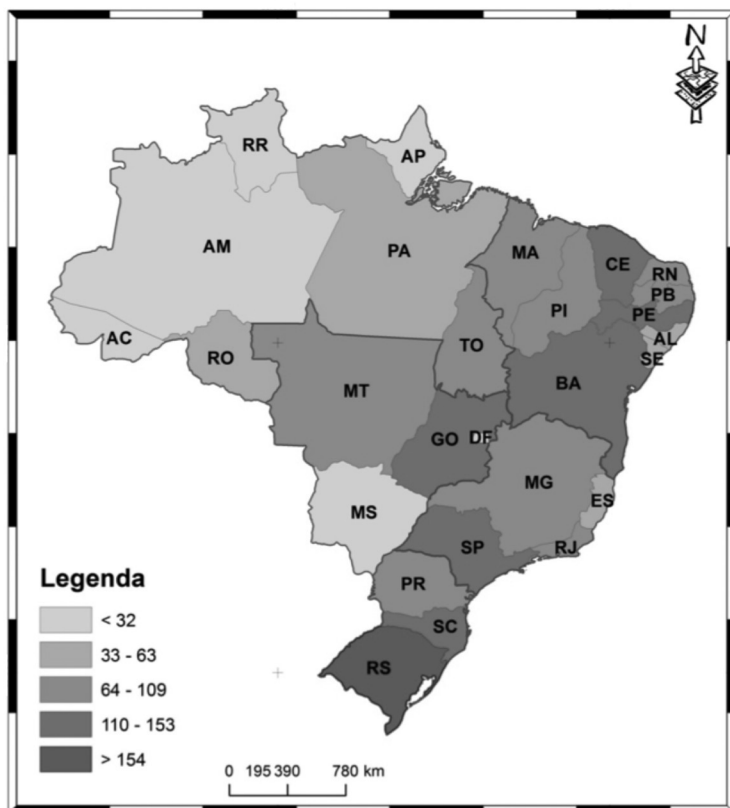 N
RR
AP
AM
PA
MA
CE
RN
PB
PI
PE
AC
AL
RO
TO
SE
MT
BA
GO
DF
MG
ES
MS
SP
RJ
PR
SC
RS
Legenda
< 32
33 - 63
64 - 109
110 - 153
> 154
0 195 390 780 km